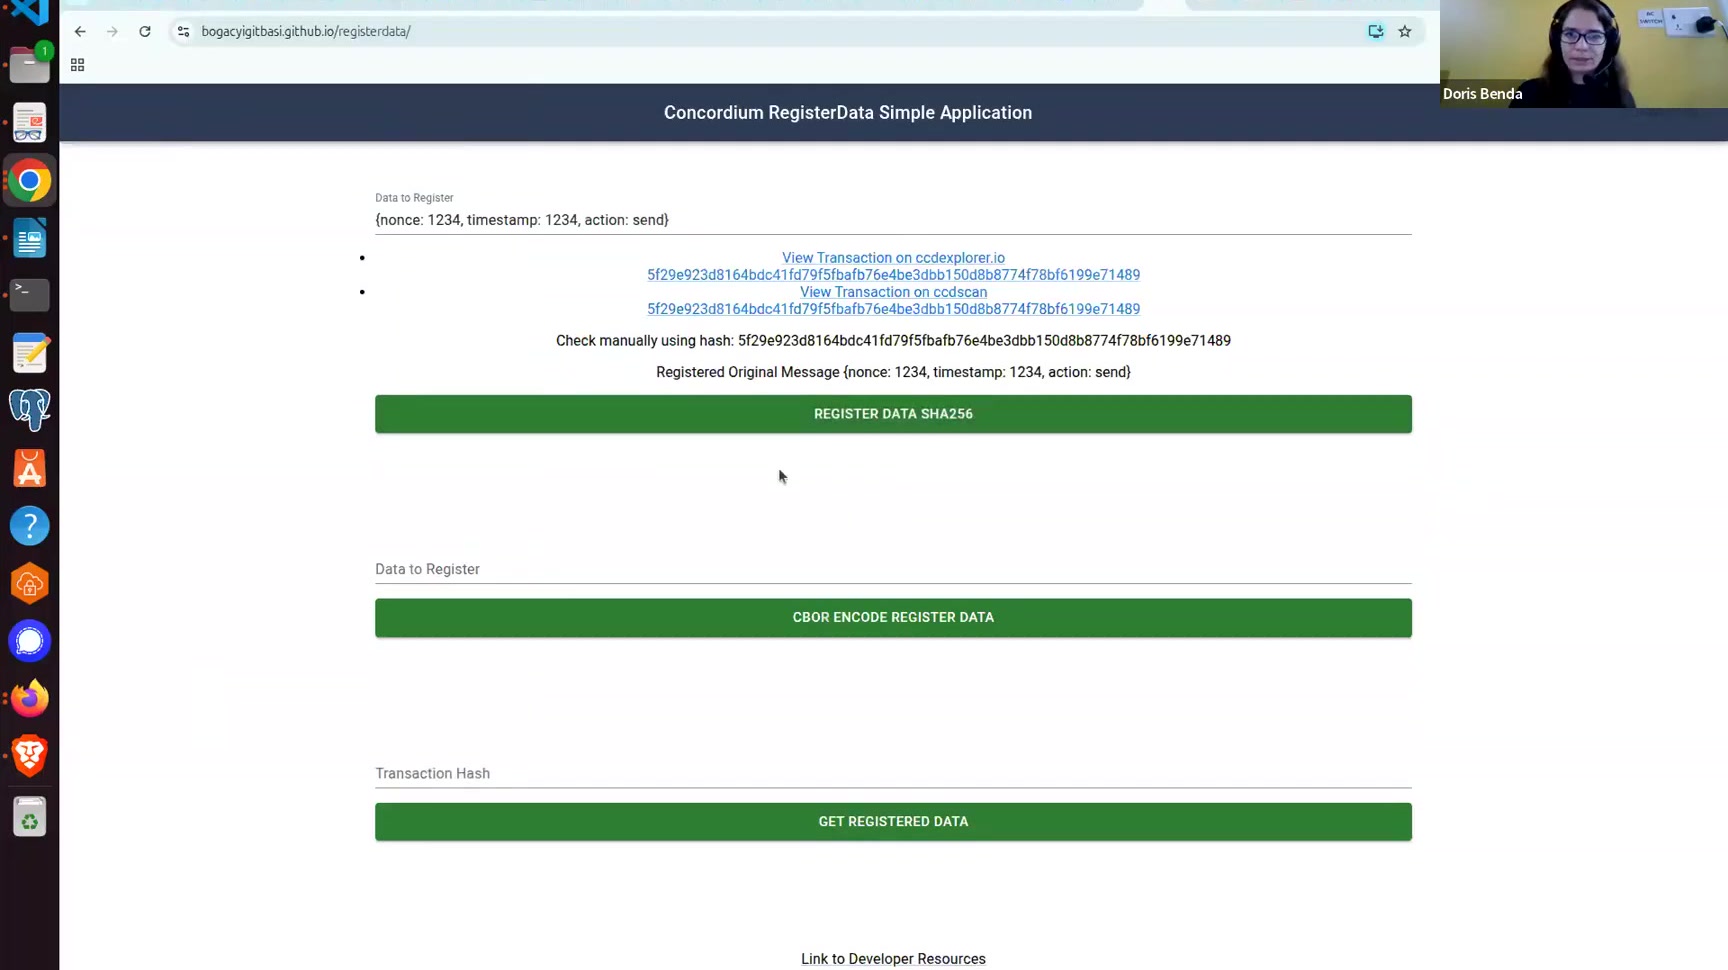 1
bogacyigitbasi.github.io/registerdata/
BC
SWITCH
Doris Benda
Concordium RegisterData Simple Application
Data to Register
{nonce: 1234, timestamp: 1234, action: send}
View Transaction on ccdexplorer.io
5f29e923d8164bdc41fd79f5fbafb76e4be3dbb150d8b8774f78bf6199e71489
View Transaction on ccdscan
5f29e923d8164bdc41fd79f5fbafb76e4be3dbb150d8b8774f78bf6199e71489
Check manually using hash: 5f29e923d8164bdc41fd79f5fbafb76e4be3dbb150d8b8774f78bf6199e71489
Registered Original Message {nonce: 1234, timestamp: 1234, action: send}
REGISTER DATA SHA256
Data to Register
CBOR ENCODE REGISTER DATA
Transaction Hash
GET REGISTERED DATA
Link to Developer Resources